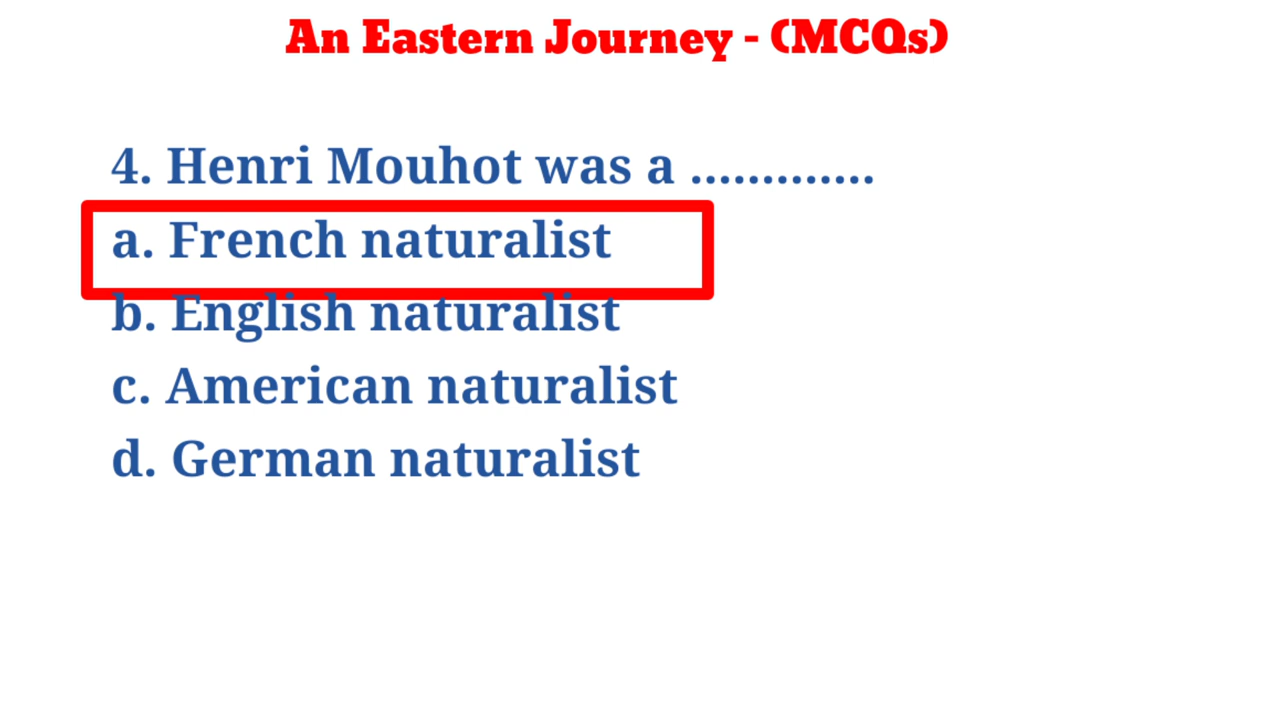 An Eastern Journey - (MCQs)
4. Henri Mouhot was a .............
a. French naturalist
b. English naturalist
c. American naturalist
d. German naturalist